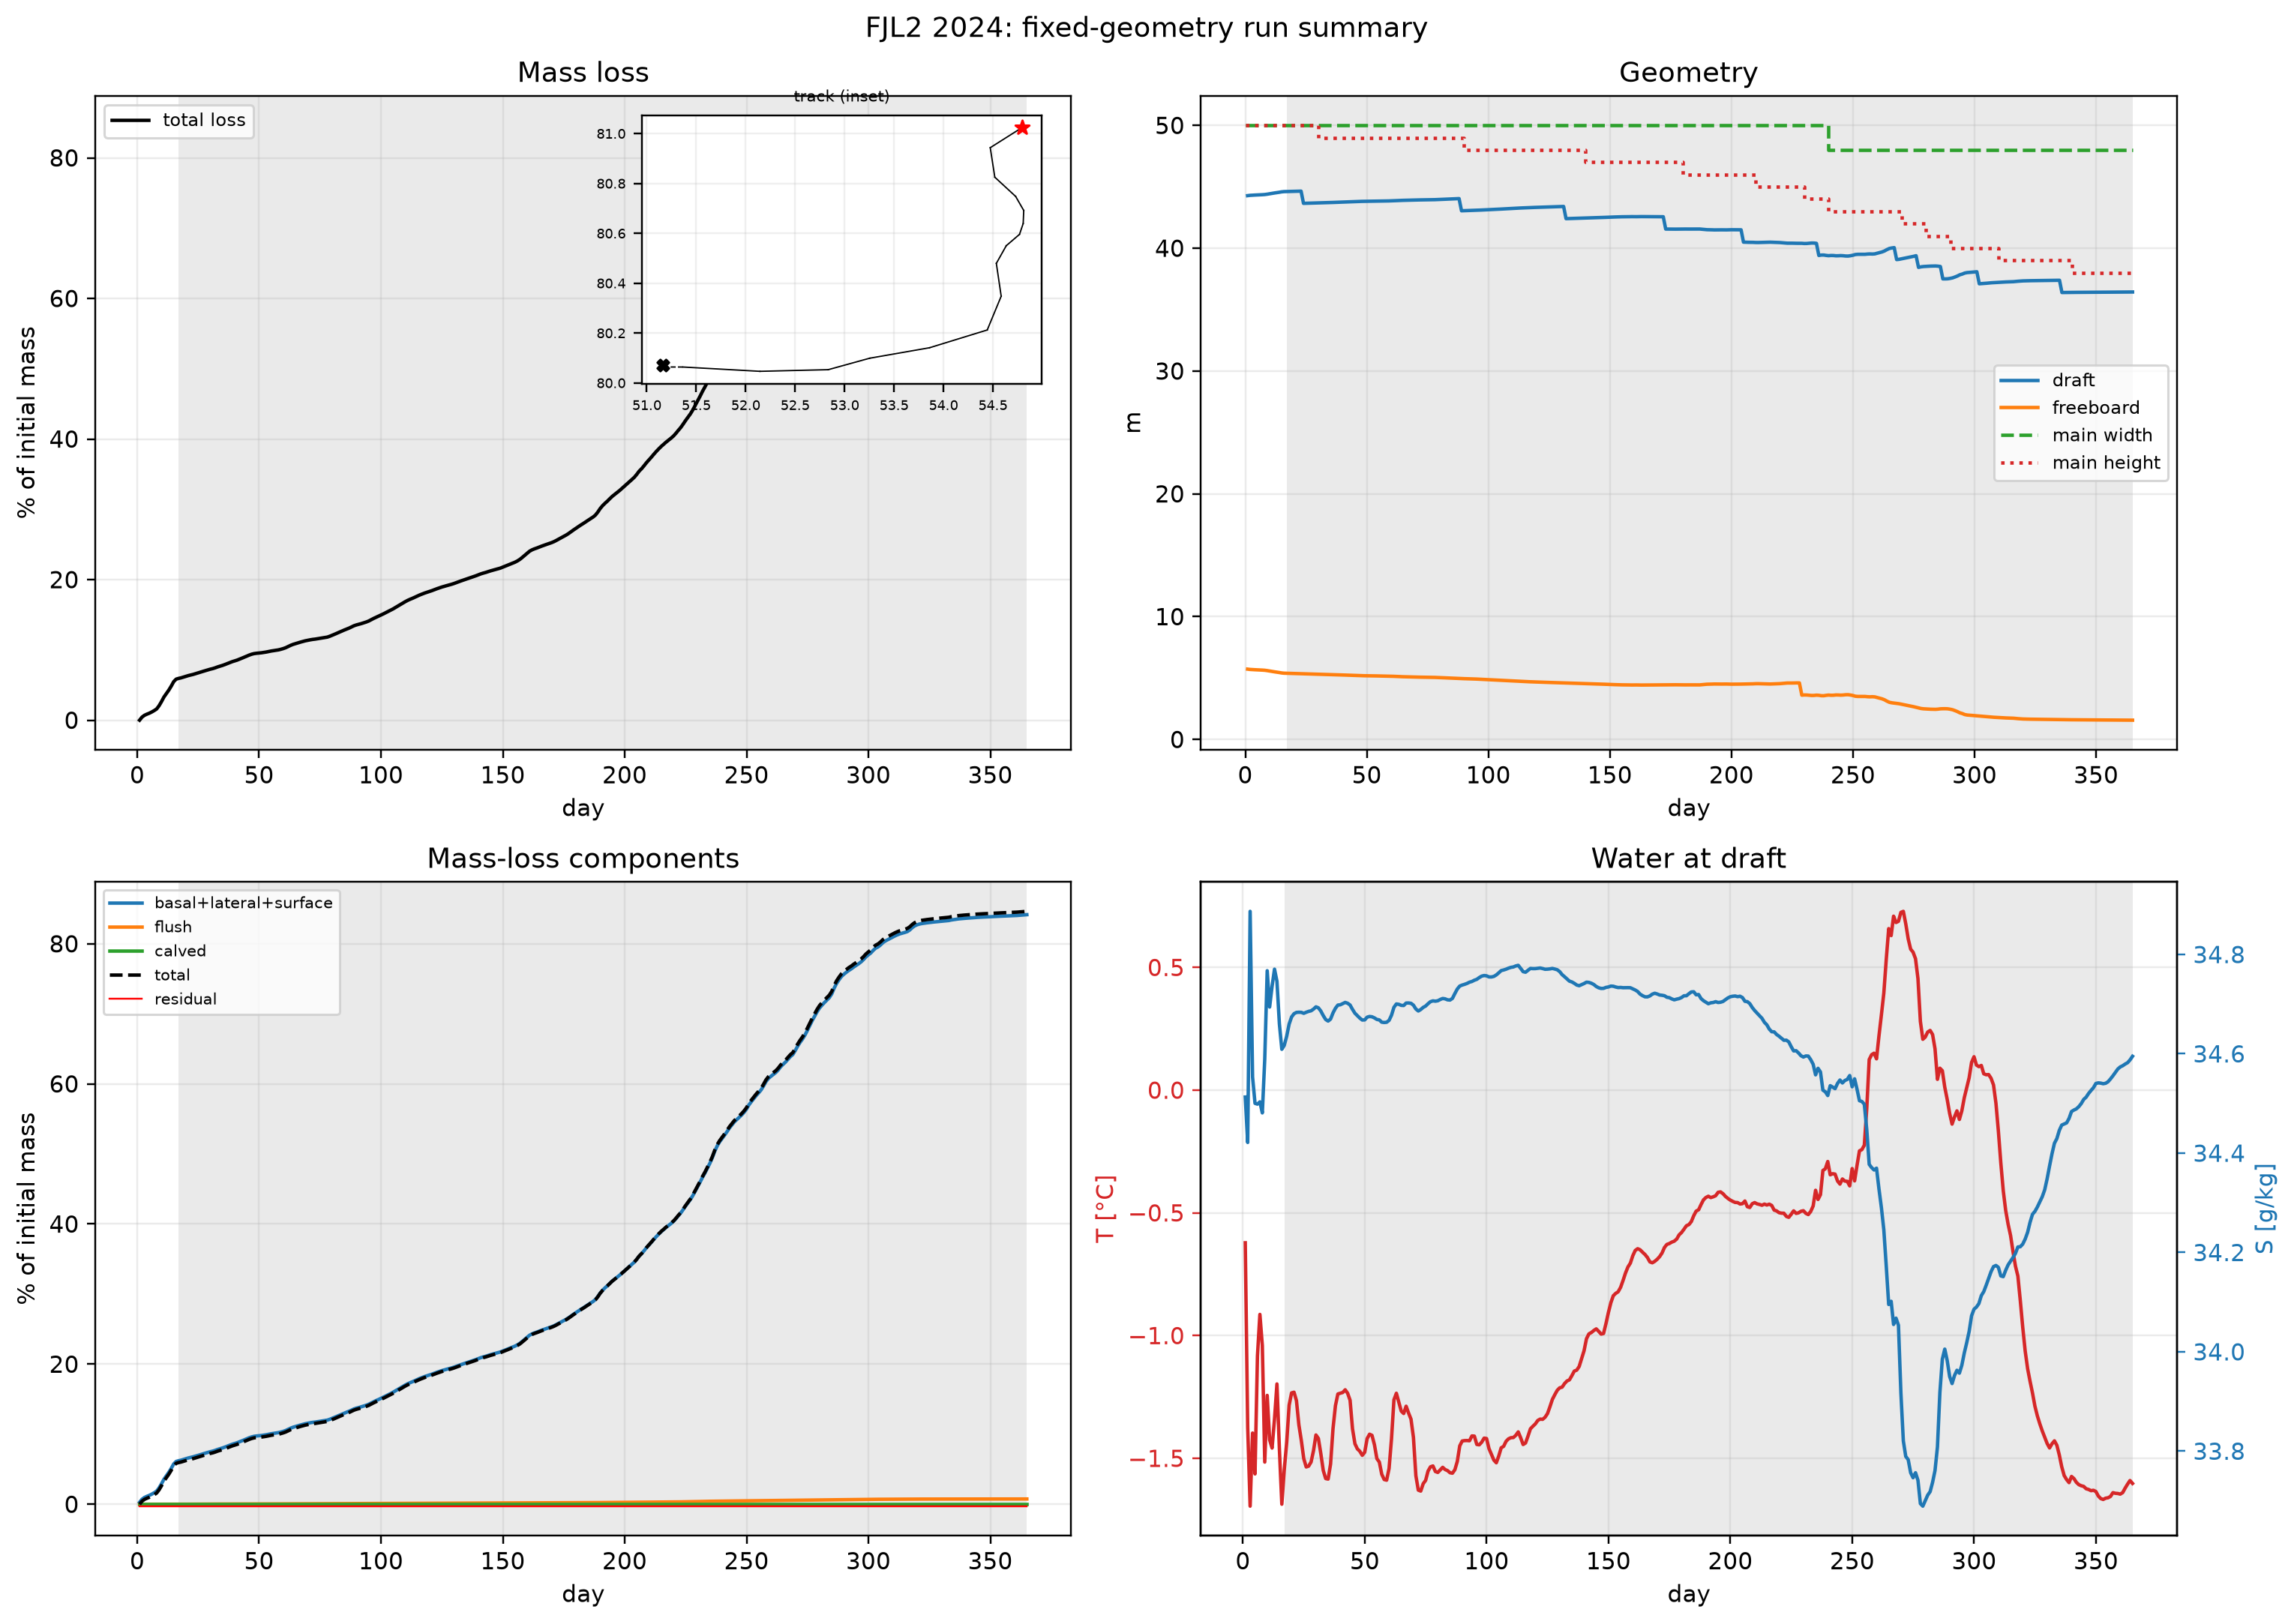 FJL2 2024: fixed-geometry run summary
Mass loss
% of initial mass
80
60
40
20
0
total loss
track (inset)
81.0
80.8
80.6
80.4
80.2
80.0
51.0 51.5 52.0 52.5 53.0 53.5 54.0 54.5
0 50 100 150 200 250 300 350
day
Geometry
m
50
40
30
20
10
0
draft
freeboard
main width
main height
0 50 100 150 200 250 300 350
day
Mass-loss components
% of initial mass
80
60
40
20
0
basal+lateral+surface
flush
calved
total
residual
0 50 100 150 200 250 300 350
day
Water at draft
T [°C]
0.5
0.0
−0.5
−1.0
−1.5
34.8
34.6
34.4
34.2
34.0
33.8
S [g/kg]
0 50 100 150 200 250 300 350
day